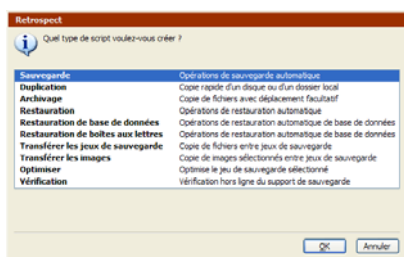 Retrospect
Quel type de script voulez-vous créer ?
Sauvegarde Opérations de sauvegarde automatique
Duplication Copie rapide d'un disque ou d'un dossier local
Archivage Copie de fichiers avec déplacement facultatif
Restauration Opérations de restauration automatique
Restauration de base de données Opérations de restauration automatique de base de données
Restauration de boîtes aux lettres Opérations de restauration automatique de base de données
Transférer les jeux de sauvegarde Copie de fichiers entre jeux de sauvegarde
Transférer les images Copie de images sélectionnés entre jeux de sauvegarde
Optimiser Optimise le jeu de sauvegarde sélectionné
Vérification Vérification hors ligne du support de sauvegarde
OK Annuler